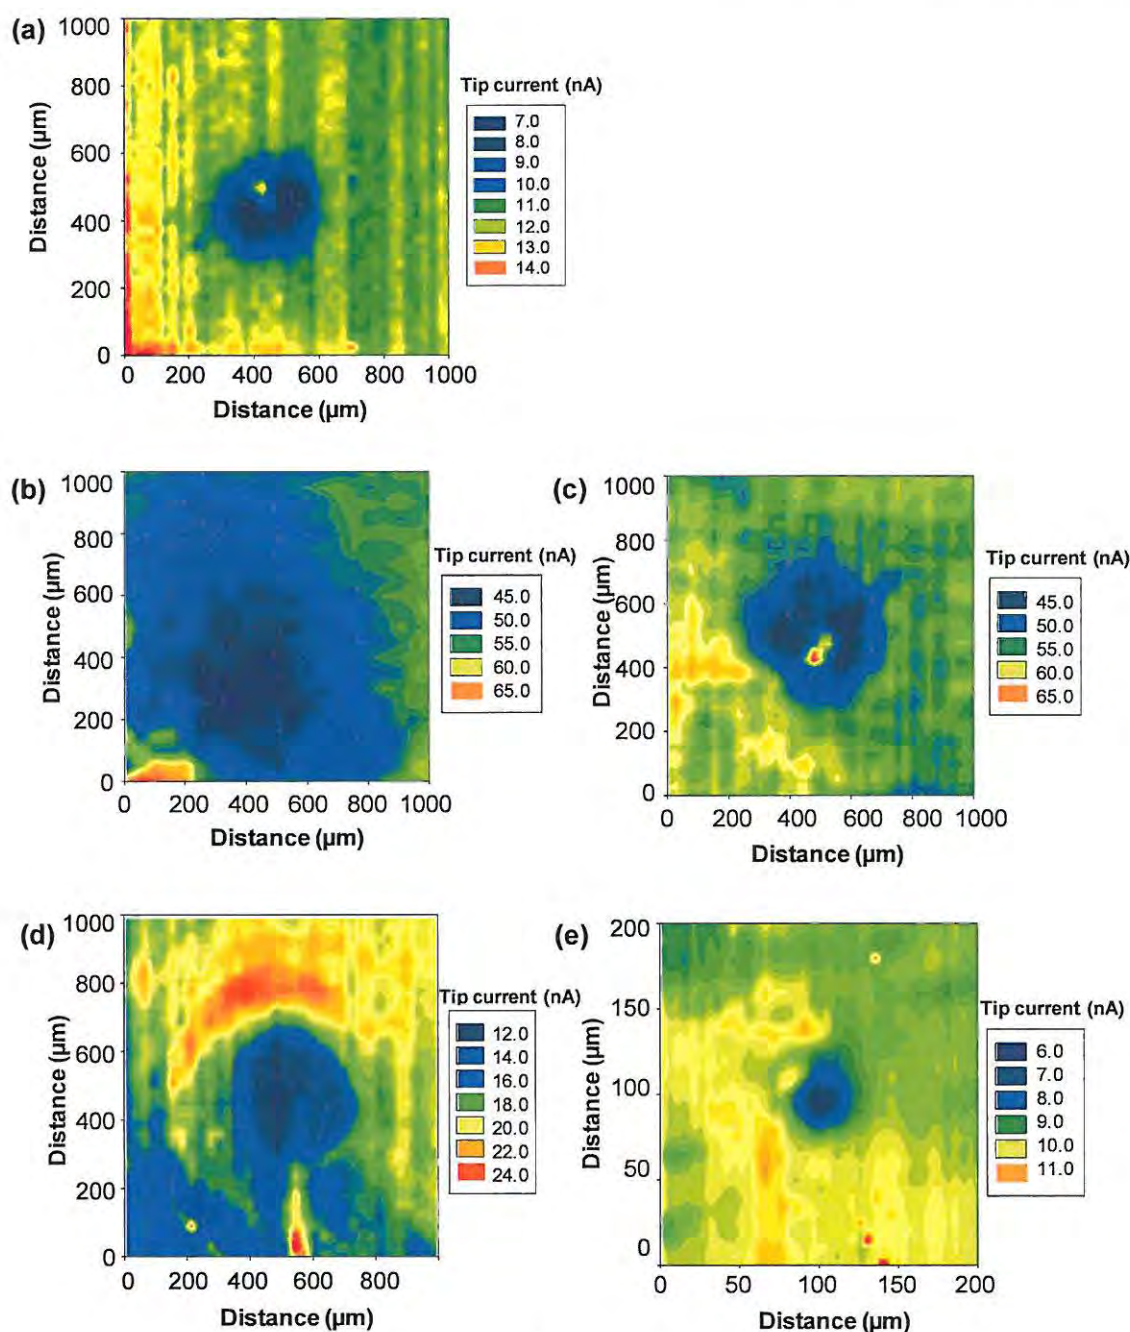 (a)
1000
800
600
400
200
0
Distance (µm)
0 200 400 600 1000
Distance (µm)
Tip current (nA)
7.0
8.0
9.0
10.0
11.0
12.0
13.0
14.0
(b)
1000
800
600
400
200
0
Distance (µm)
0 200 400 600 800 1000
Distance (µm)
Tip current (nA)
45.0
50.0
55.0
60.0
65.0
(c)
1000
800
600
400
200
0
Distance (µm)
0 200 400 600 800 1000
Distance (µm)
Tip current (nA)
45.0
50.0
55.0
60.0
65.0
(d)
1000
800
600
400
200
0
Distance (µm)
0 200 400 600 800
Distance (µm)
Tip current (nA)
12.0
14.0
16.0
18.0
20.0
22.0
24.0
(e)
200
150
100
50
0
Distance (µm)
0 50 100 150 200
Distance (µm)
Tip current (nA)
6.0
7.0
8.0
9.0
10.0
11.0